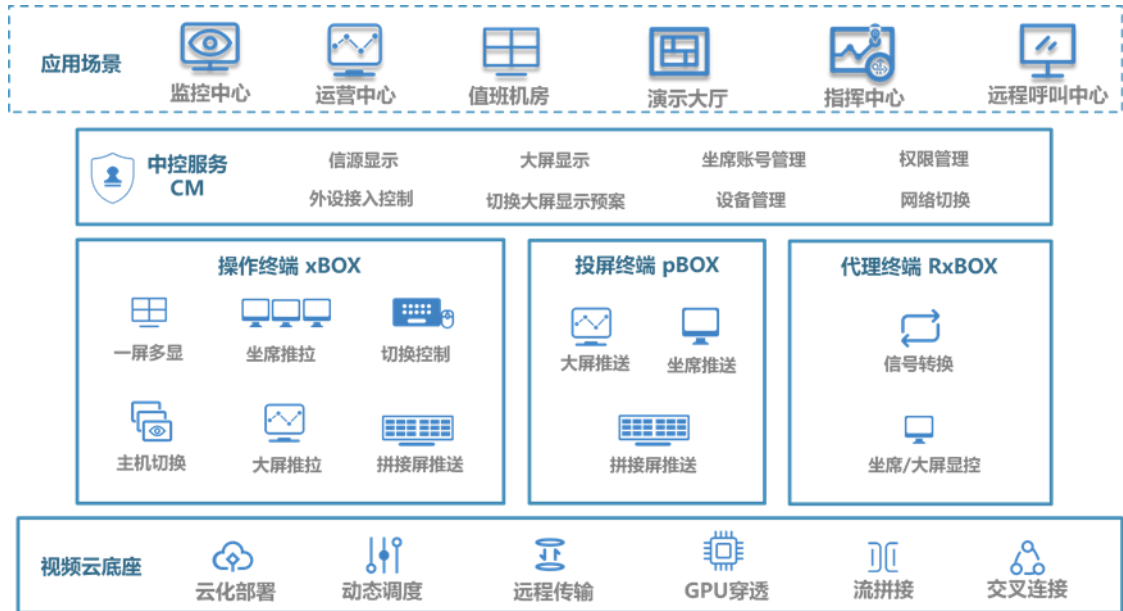 应用场景
监控中心
运营中心
值班机房
演示大厅
指挥中心
远程呼叫中心
中控服务
CM
信源显示
大屏显示
坐席账号管理
权限管理
外设接入控制
切换大屏显示预案
设备管理
网络切换
操作终端 xBOX
一屏多显
坐席推拉
切换控制
主机切换
大屏推拉
拼接屏推送
投屏终端 pBOX
大屏推送
坐席推送
拼接屏推送
代理终端 RxBOX
信号转换
坐席/大屏显控
视频云底座
云化部署
动态调度
远程传输
GPU穿透
流拼接
交叉连接